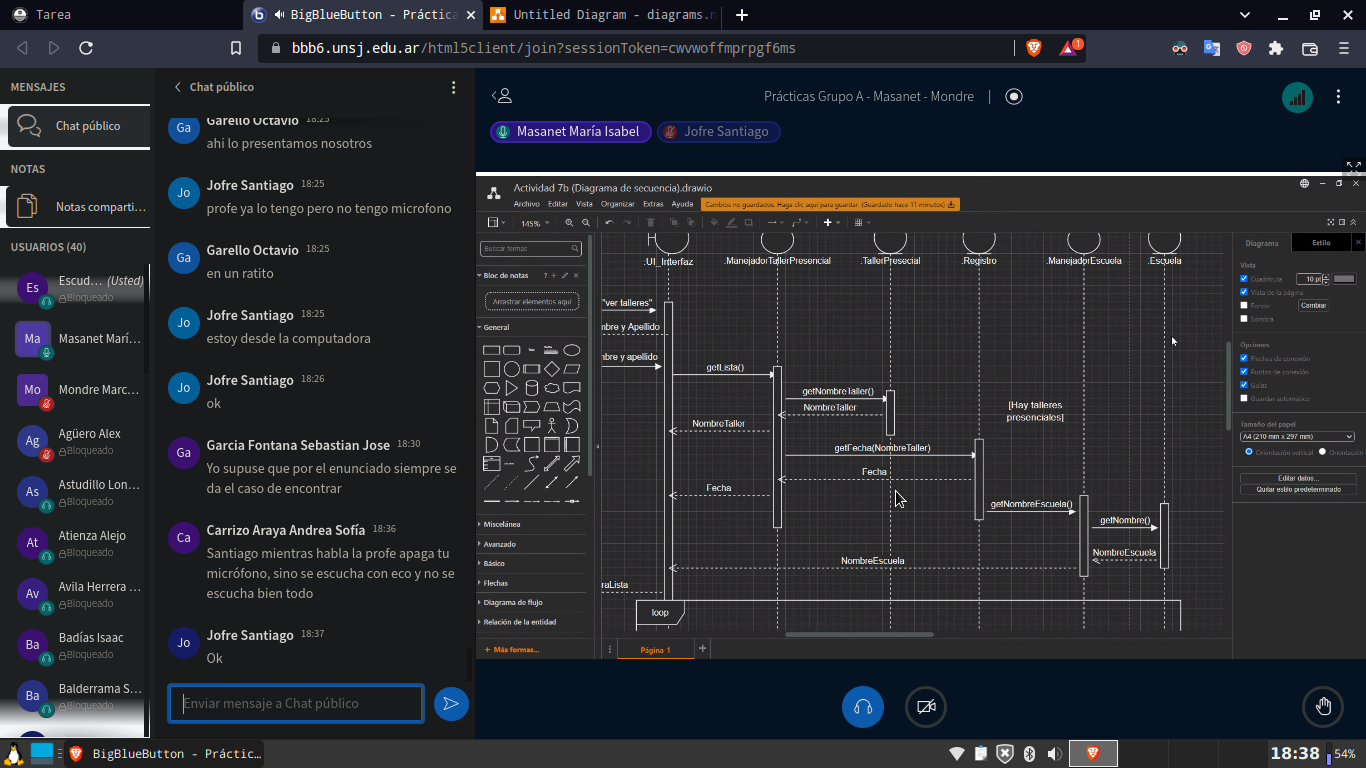 Tarea
BigBlueButton - Práctica
Untitled Diagram - diagrams.n
bbb6.unsj.edu.ar/html5client/join?sessionToken=cwvwoffmprpgf6ms
1
MENSAJES
Chat público
NOTAS
Notas comparti...
USUARIOS (40)
Es
Escud... (Usted)
Bloqueado
Ma
Masanet Marí...
Mo
Mondre Marc...
Ag
Agüero Alex
Bloqueado
As
Astudillo Lon...
Bloqueado
At
Atienza Alejo
Bloqueado
Av
Avila Herrera ...
Bloqueado
Ba
Badías Isaac
Bloqueado
Ba
Balderrama S...
Bloqueado
Chat público
Ga
Garello Octavio 18:25
ahi lo presentamos nosotros
Jo
Jofre Santiago 18:25
profe ya lo tengo pero no tengo microfono
Ga
Garello Octavio 18:25
en un ratito
Jo
Jofre Santiago 18:25
estoy desde la computadora
Jo
Jofre Santiago 18:26
ok
Ga
Garcia Fontana Sebastian Jose 18:30
Yo supuse que por el enunciado siempre se
da el caso de encontrar
Ca
Carrizo Araya Andrea Sofía 18:36
Santiago mientras habla la profe apaga tu
micrófono, sino se escucha con eco y no se
escucha bien todo
Jo
Jofre Santiago 18:37
Ok
Enviar mensaje a Chat público
Prácticas Grupo A - Masanet - Mondre
Masanet María Isabel
Jofre Santiago
Actividad 7b (Diagrama de secuencia).drawio
Archivo Editar Vista Organizar Extras Ayuda
Cambios no guardados. Haga clic aquí para guardar. (Guardado hace 11 minutos)
145%
Buscar formas
Bloc de notas
Arrastrar elementos aquí
General
Miscelánea
Avanzado
Básico
Flechas
Diagrama de flujo
Relación de la entidad
+ Más formas...
.UI_Interfaz
.ManejadorTallerPresencial
.TallerPresocial
.Registro
.ManejadorEscuela
.Escuela
"ver talleres"
mbre y Apellido
mbre y apellido
getLista()
getNombreTaller()
NombreTaller
NombreTaller
[Hay talleres
presenciales]
getFecha(NombreTaller)
Fecha
Fecha
getNombreEscuela()
getNombre()
NombreEscuela
NombreEscuela
raLista
loop
Página-1
Diagrama
Estilo
Vista
Cuadrícula
10 pt
Vista de la página
Fondo
Cambiar
Sombra
Opciones
Flechas de conexión
Puntos de conexión
Guías
Guardar automático
Tamaño del papel
A4 (210 mm x 297 mm)
Orientación vertical
Orientación
Editar datos...
Quitar estilo predeterminado
BigBlueButton - Práctic...
18:38
54%